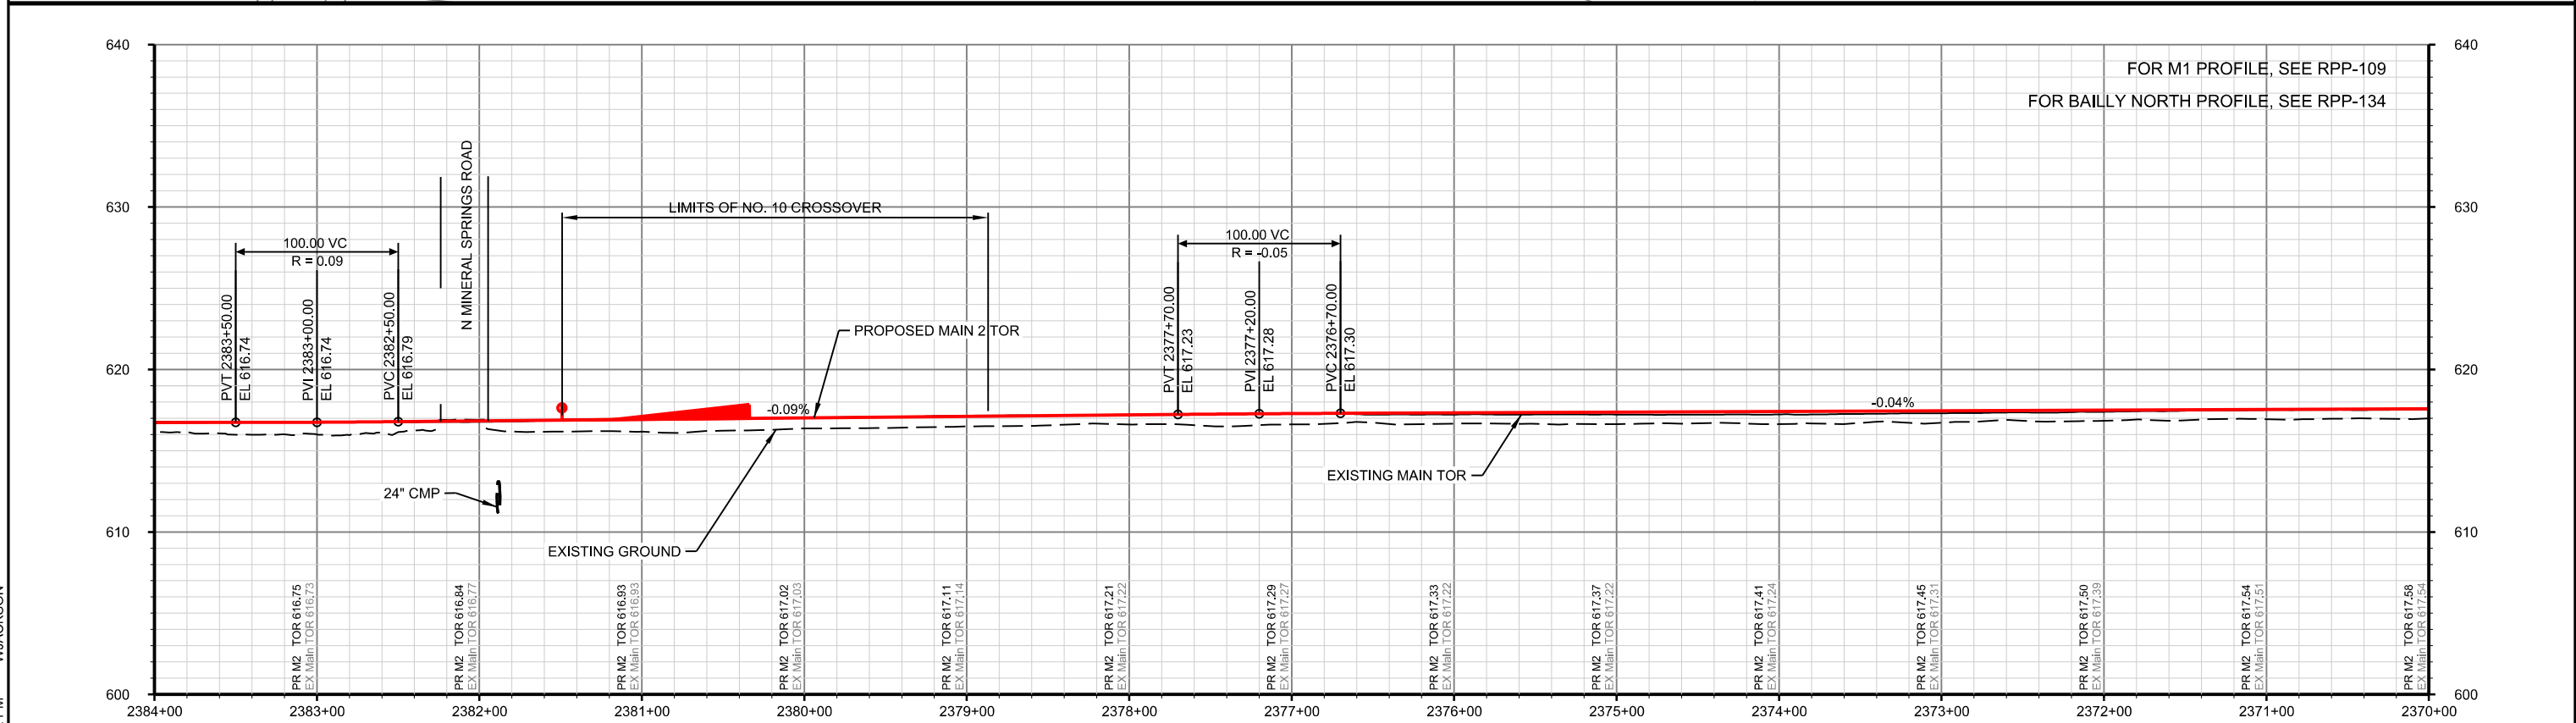 640
640
FOR M1 PROFILE, SEE RPP-109
FOR BAILLY NORTH PROFILE, SEE RPP-134
630
630
N MINERAL SPRINGS ROAD
LIMITS OF NO. 10 CROSSOVER
100.00 VC
R = 0.09
100.00 VC
R = -0.05
PVT 2383+50.00
EL 616.74
PVI 2383+00.00
EL 616.74
PVC 2382+50.00
EL 616.79
PROPOSED MAIN 2 TOR
PVT 2377+70.00
EL 617.23
PVI 2377+20.00
EL 617.28
PVC 2376+70.00
EL 617.30
620
620
-0.09%
-0.04%
24" CMP
EXISTING MAIN TOR
EXISTING GROUND
610
610
PR M2 TOR 616.75
EX Main TOR 616.73
PR M2 TOR 616.84
EX Main TOR 616.77
PR M2 TOR 616.93
EX Main TOR 616.93
PR M2 TOR 617.02
EX Main TOR 617.03
PR M2 TOR 617.11
EX Main TOR 617.14
PR M2 TOR 617.21
EX Main TOR 617.22
PR M2 TOR 617.29
EX Main TOR 617.27
PR M2 TOR 617.33
EX Main TOR 617.22
PR M2 TOR 617.37
EX Main TOR 617.22
PR M2 TOR 617.41
EX Main TOR 617.24
PR M2 TOR 617.45
EX Main TOR 617.31
PR M2 TOR 617.50
EX Main TOR 617.39
PR M2 TOR 617.54
EX Main TOR 617.51
PR M2 TOR 617.58
EX Main TOR 617.54
600
600
2384+00
2383+00
2382+00
2381+00
2380+00
2379+00
2378+00
2377+00
2376+00
2375+00
2374+00
2373+00
2372+00
2371+00
2370+00